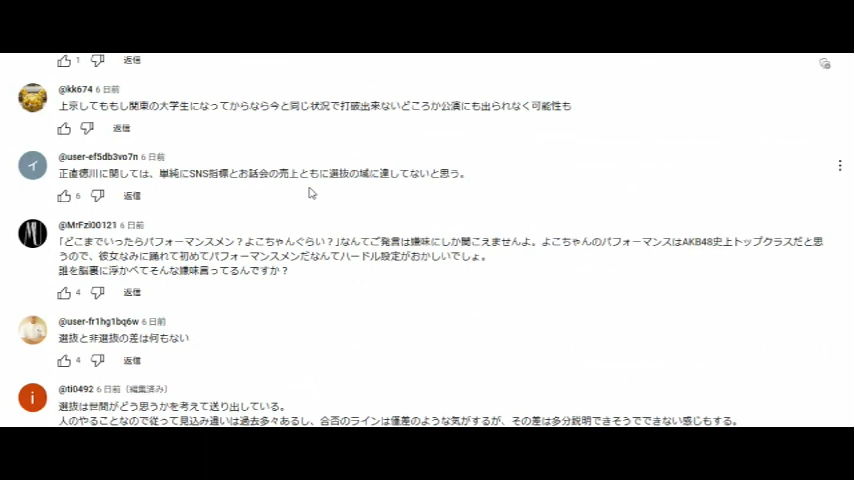 1 返信
@kk674 6 日前
上京してももし関東の大学生になってからなら今と同じ状況で打破出来ないどころか公演にも出られなく可能性も
返信
イ
@user-ef5db3vo7n 6 日前
正直徳川に関しては、単純にSNS指標とお話会の売上ともに選抜の域に達してないと思う。
6 返信
@MrFzi00121 6 日前
「どこまでいったらパフォーマンスメン？よこちゃんぐらい？」なんてご発言は嫌味にしか聞こえませんよ。よこちゃんのパフォーマンスはAKB48史上トップクラスだと思
うので、彼女なみに踊れて初めてパフォーマンスメンだなんてハードル設定がおかしいでしょ。
誰を脳裏に浮かべてそんな嫌味言ってるんですか？
4 返信
@user-fr1hg1bq6w 6 日前
選抜と非選抜の差は何もない
4 返信
i
@ti0492 6 日前（編集済み）
選抜は世間がどう思うかを考えて送り出している。
人のやることなので従って見込み違いは過去多々あるし、合否のラインは僅差のような気がするが、その差は多分説明できそうでできない感じもする。